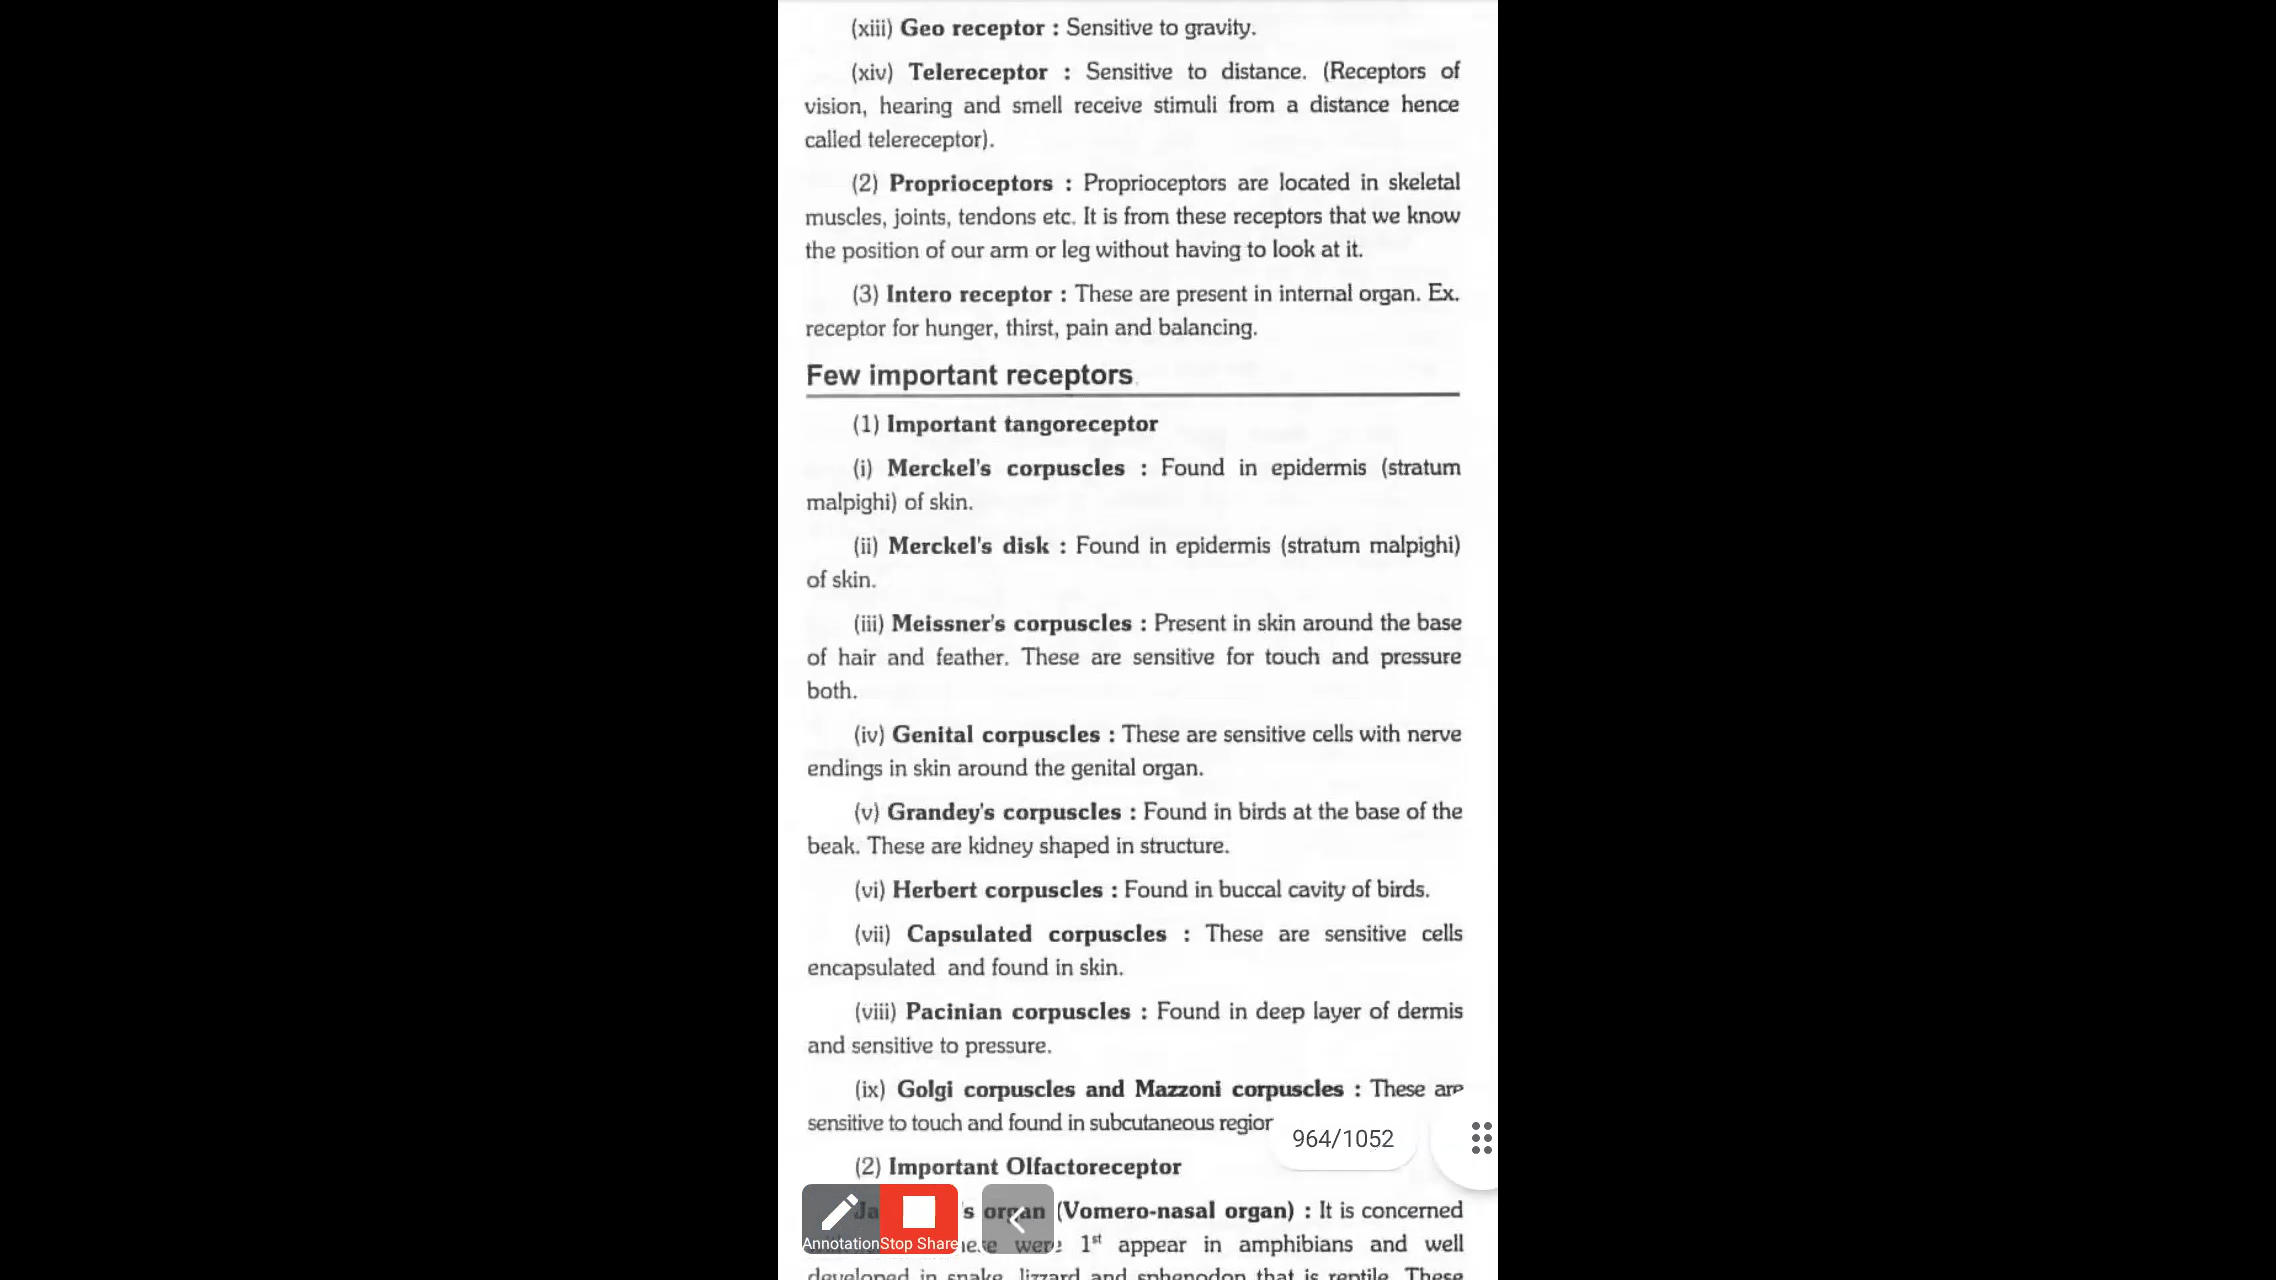 (xiii) Geo receptor : Sensitive to gravity.
(xiv) Telereceptor : Sensitive to distance. (Receptors of
vision, hearing and smell receive stimuli from a distance hence
called telereceptor).
(2) Proprioceptors : Proprioceptors are located in skeletal
muscles, joints, tendons etc. It is from these receptors that we know
the position of our arm or leg without having to look at it.
(3) Intero receptor : These are present in internal organ. Ex.
receptor for hunger, thirst, pain and balancing.
Few important receptors
(1) Important tangoreceptor
(i) Merckel's corpuscles : Found in epidermis (stratum
malpighi) of skin.
(ii) Merckel's disk : Found in epidermis (stratum malpighi)
of skin.
(iii) Meissner's corpuscles : Present in skin around the base
of hair and feather. These are sensitive for touch and pressure
both.
(iv) Genital corpuscles : These are sensitive cells with nerve
endings in skin around the genital organ.
(v) Grandey's corpuscles : Found in birds at the base of the
beak. These are kidney shaped in structure.
(vi) Herbert corpuscles : Found in buccal cavity of birds.
(vii) Capsulated corpuscles : These are sensitive cells
encapsulated and found in skin.
(viii) Pacinian corpuscles : Found in deep layer of dermis
and sensitive to pressure.
(ix) Golgi corpuscles and Mazzoni corpuscles : These are
sensitive to touch and found in subcutaneous region
964/1052
(2) Important Olfactoreceptor
organ (Vomero-nasal organ) : It is concerned
Annotation Stop Share
were 1st appear in amphibians and well
developed in snake, lizzard and sphenodon that is reptile. These